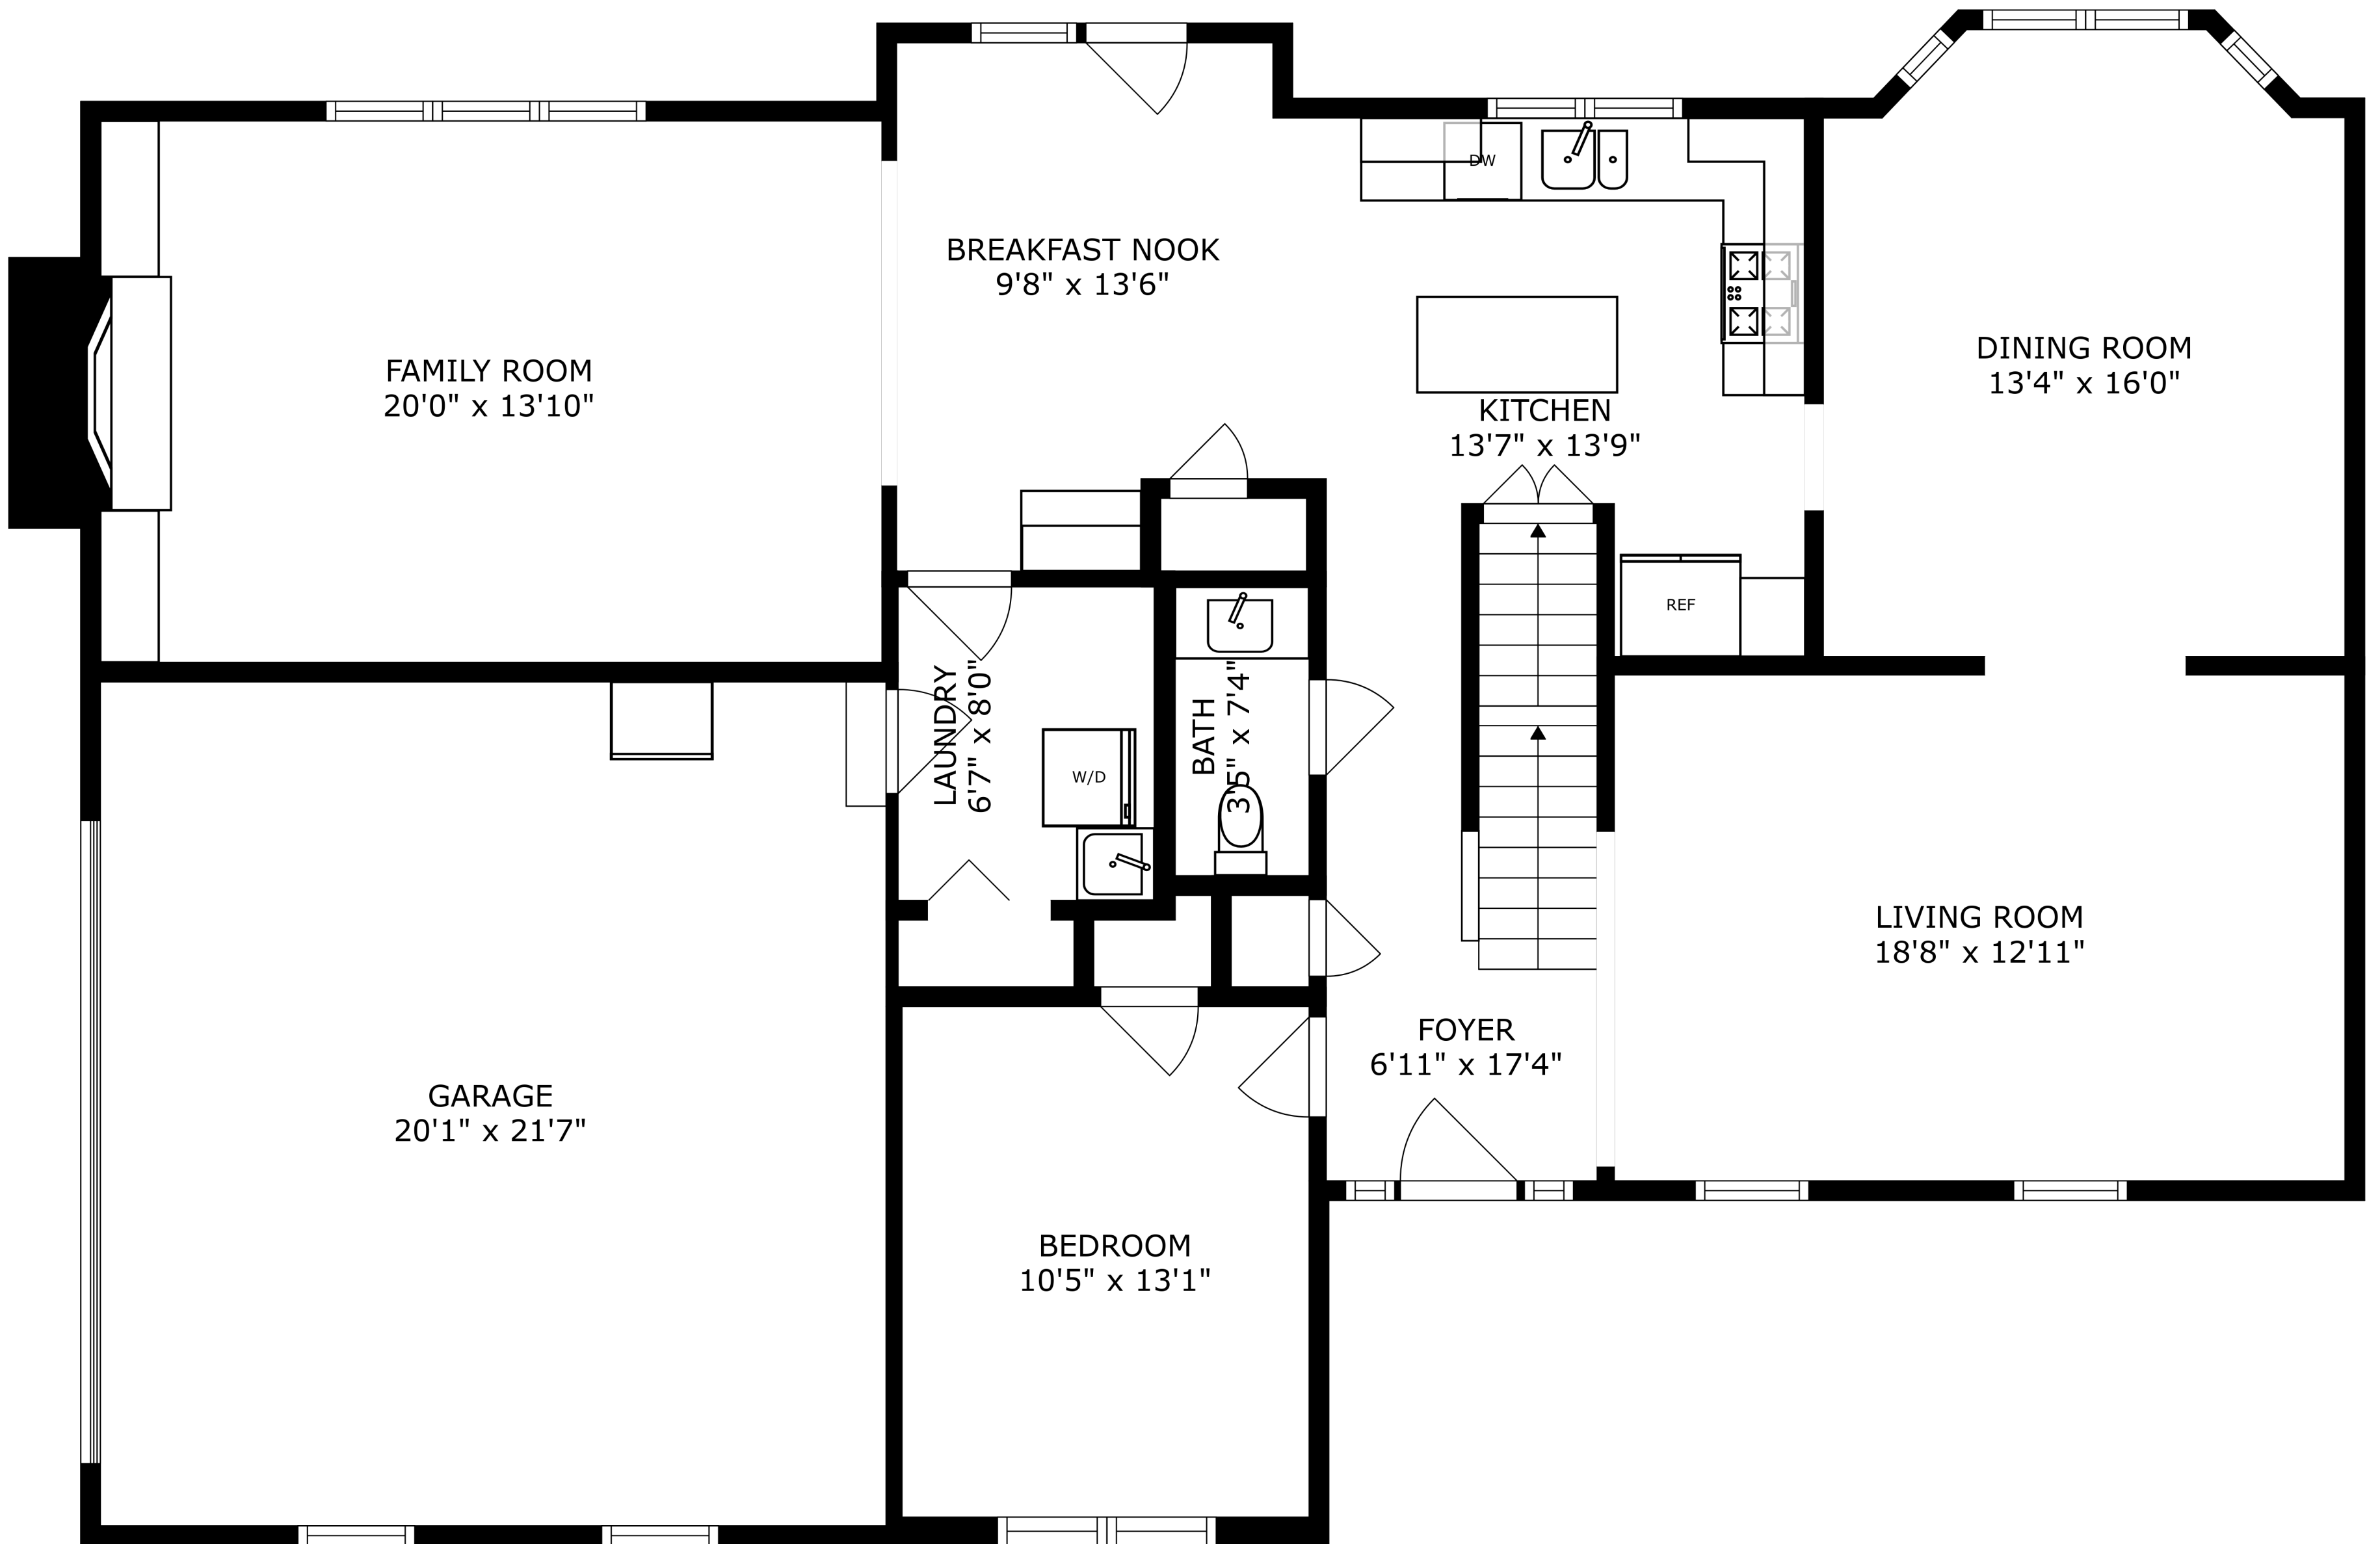 BREAKFAST NOOK
9'8" x 13'6"
DW
FAMILY ROOM
20'0" x 13'10"
KITCHEN
13'7" x 13'9"
DINING ROOM
13'4" x 16'0"
REF
LAUNDRY
6'7" x 8'0"
W/D
BATH
3'5" x 7'4"
LIVING ROOM
18'8" x 12'11"
FOYER
6'11" x 17'4"
GARAGE
20'1" x 21'7"
BEDROOM
10'5" x 13'1"